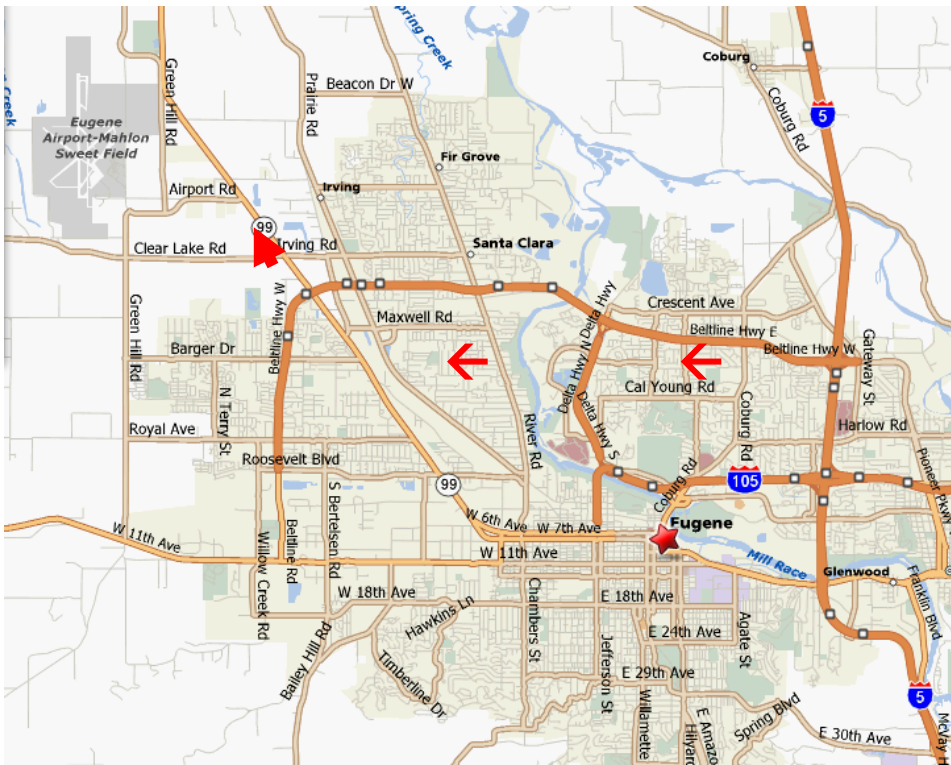 Spring Creek
Creek
Coburg
5
Green Hill Rd
Prairie Rd
Beacon Dr W
Coburg Rd
Eugene
Airport-Mahlon
Sweet Field
Fir Grove
Airport Rd
Irving
99
Clear Lake Rd
Irving Rd
Santa Clara
Green Hill Rd
Beltline Hwy W
Maxwell Rd
Delta Hwy
Crescent Ave
Beltline Hwy E
Beltline Hwy W
Gateway St
Barger Dr
Delta Hwy N
Cal Young Rd
N Terry St
Delta Hwy S
Coburg Rd
Harlow Rd
Royal Ave
River Rd
Roosevelt Blvd
Pioneer Pkwy
99
S Bertelsen Rd
Coburg Rd
105
W 11th Ave
W 6th Ave
W 7th Ave
Eugene
W 11th Ave
Willow Creek Rd
Beltline Rd
Mill Race
Glenwood
Franklin Blvd
W 18th Ave
Hawkins Ln
Chambers St
E 18th Ave
Agate St
Bailey Hill Rd
Timberline Dr
Jefferson St
E 24th Ave
E 29th Ave
Willamette
E Amazo
Hilyard
Spring Blvd
E 30th Ave
5
McVay H